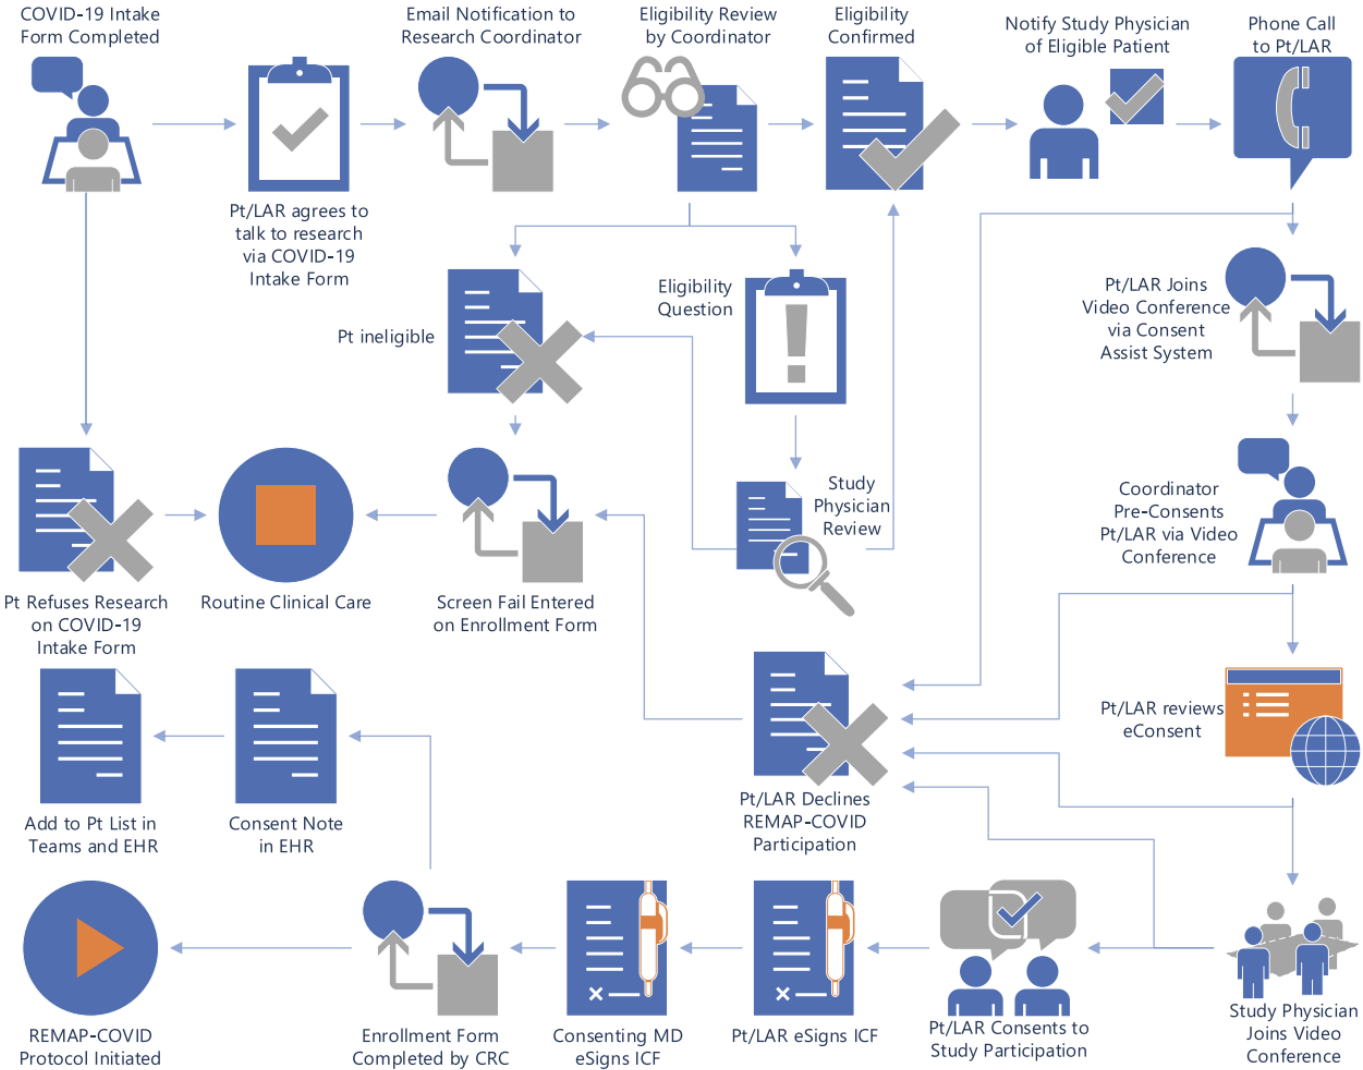 COVID-19 Intake
Form Completed
Email Notification to
Research Coordinator
Eligibility Review
by Coordinator
Eligibility
Confirmed
Notify Study Physician
of Eligible Patient
Phone Call
to Pt/LAR
Pt/LAR agrees to
talk to research
via COVID-19
Intake Form
Pt ineligible
Eligibility
Question
Pt/LAR Joins
Video Conference
via Consent
Assist System
Study
Physician
Review
Coordinator
Pre-Consents
Pt/LAR via Video
Conference
Pt Refuses Research
on COVID-19
Intake Form
Routine Clinical Care
Screen Fail Entered
on Enrollment Form
Pt/LAR reviews
eConsent
Pt/LAR Declines
REMAP-COVID
Participation
Add to Pt List in
Teams and EHR
Consent Note
in EHR
REMAP-COVID
Protocol Initiated
Enrollment Form
Completed by CRC
Consenting MD
eSigns ICF
Pt/LAR eSigns ICF
Pt/LAR Consents to
Study Participation
Study Physician
Joins Video
Conference